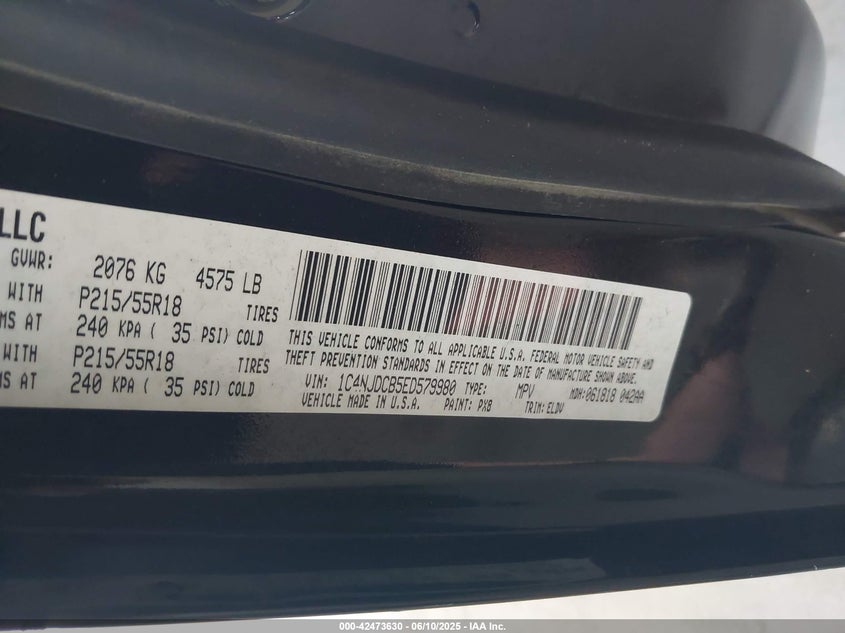 LLC
GVWR: 2076 KG 4575 LB
WITH P215/55R18 TIRES
MS AT 240 KPA ( 35 PSI) COLD
WITH P215/55R18 TIRES
MS AT 240 KPA ( 35 PSI) COLD
THIS VEHICLE CONFORMS TO ALL APPLICABLE U.S.A. FEDERAL MOTOR VEHICLE SAFETY AND
THEFT PREVENTION STANDARDS IN EFFECT ON THE DATE OF MANUFACTURE SHOWN ABOVE.
VIN: 1C4NJDCB5ED579980 TYPE: MPV MDH:061818 042AA
VEHICLE MADE IN U.S.A. PAINT: PX8 TRIM: ELDV
000-42473630 - 06/10/2025 - IAA Inc.